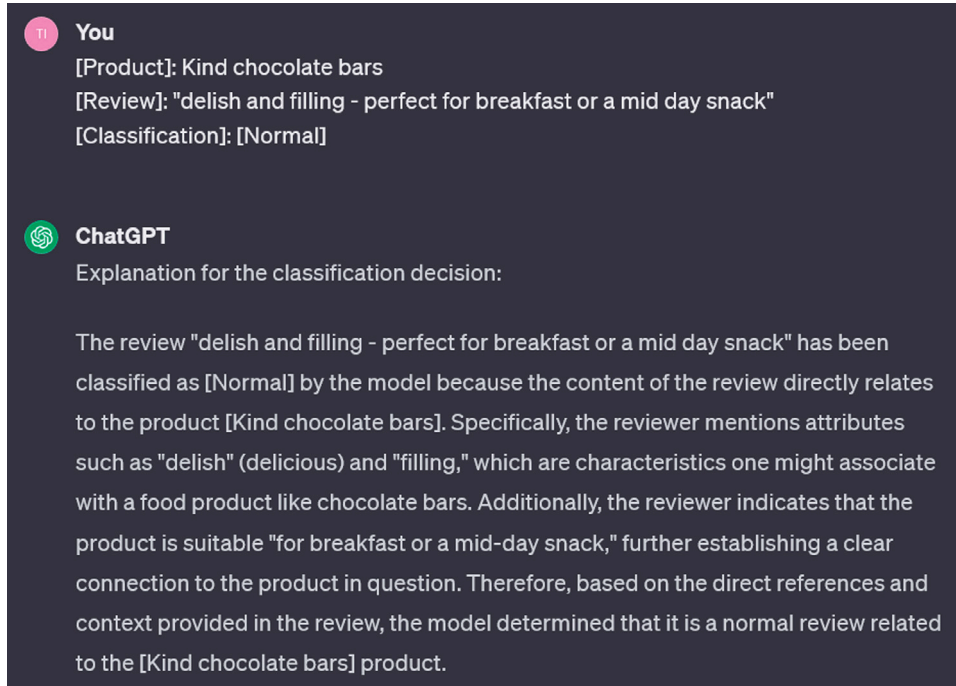 TI
You
[Product]: Kind chocolate bars
[Review]: "delish and filling - perfect for breakfast or a mid day snack"
[Classification]: [Normal]
ChatGPT
Explanation for the classification decision:
The review "delish and filling - perfect for breakfast or a mid day snack" has been
classified as [Normal] by the model because the content of the review directly relates
to the product [Kind chocolate bars]. Specifically, the reviewer mentions attributes
such as "delish" (delicious) and "filling," which are characteristics one might associate
with a food product like chocolate bars. Additionally, the reviewer indicates that the
product is suitable "for breakfast or a mid-day snack," further establishing a clear
connection to the product in question. Therefore, based on the direct references and
context provided in the review, the model determined that it is a normal review related
to the [Kind chocolate bars] product.